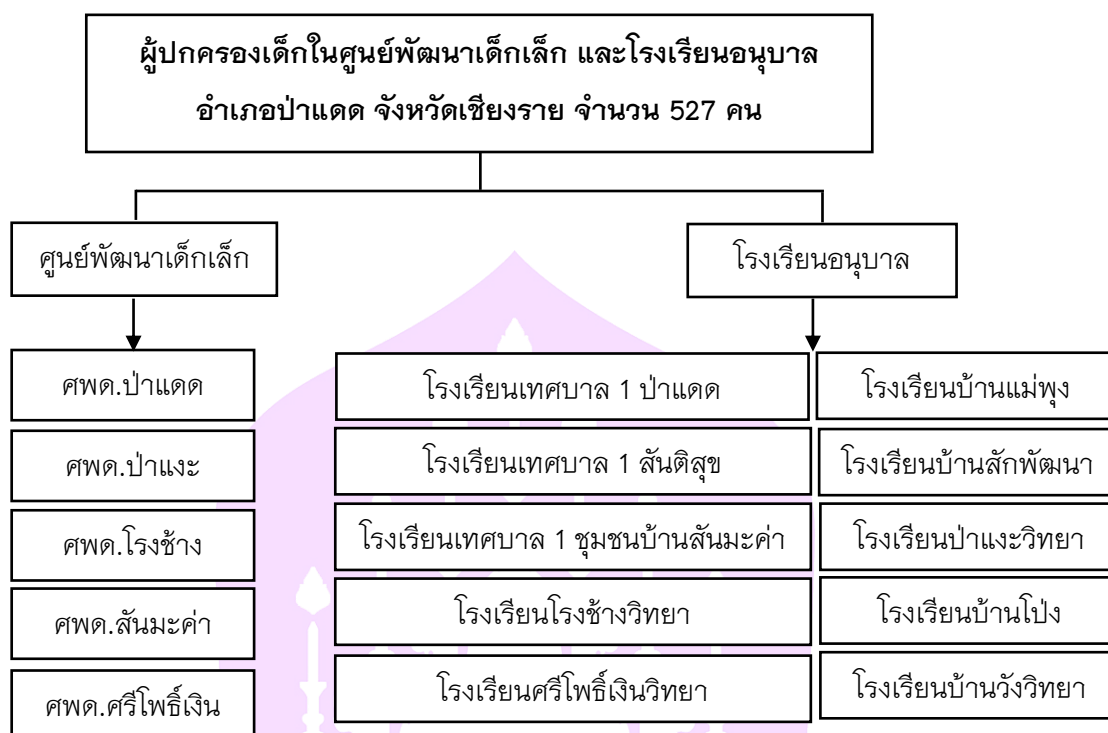 ผู้ปกครองเด็กในศูนย์พัฒนาเด็กเล็ก และโรงเรียนอนุบาล
อำเภอป่าแดด จังหวัดเชียงราย จำนวน 527 คน
ศูนย์พัฒนาเด็กเล็ก
โรงเรียนอนุบาล
ศพด.ป่าแดด
ศพด.ป่าแงะ
ศพด.โรงช้าง
ศพด.สันมะค่า
ศพด.ศรีโพธิ์เงิน
โรงเรียนเทศบาล 1 ป่าแดด
โรงเรียนเทศบาล 1 สันติสุข
โรงเรียนเทศบาล 1 ชุมชนบ้านสันมะค่า
โรงเรียนโรงช้างวิทยา
โรงเรียนศรีโพธิ์เงินวิทยา
โรงเรียนบ้านแม่พุง
โรงเรียนบ้านสักพัฒนา
โรงเรียนป่าแงะวิทยา
โรงเรียนบ้านโป่ง
โรงเรียนบ้านวังวิทยา